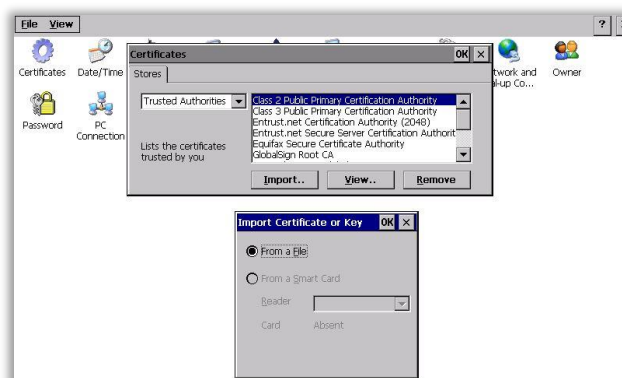 File View
?
Certificates OK ×
Stores
Certificates
Date/Time
twork and
al-up Co...
Owner
Password
PC
Connection
Trusted Authorities
Class 2 Public Primary Certification Authority
Class 3 Public Primary Certification Authority
Entrust.net Certification Authority (2048)
Entrust.net Secure Server Certification Authorit
Equifax Secure Certificate Authority
GlobalSign Root CA
Lists the certificates
trusted by you
Import.. View.. Remove
Import Certificate or Key OK ×
From a File
From a Smart Card
Reader
Card Absent